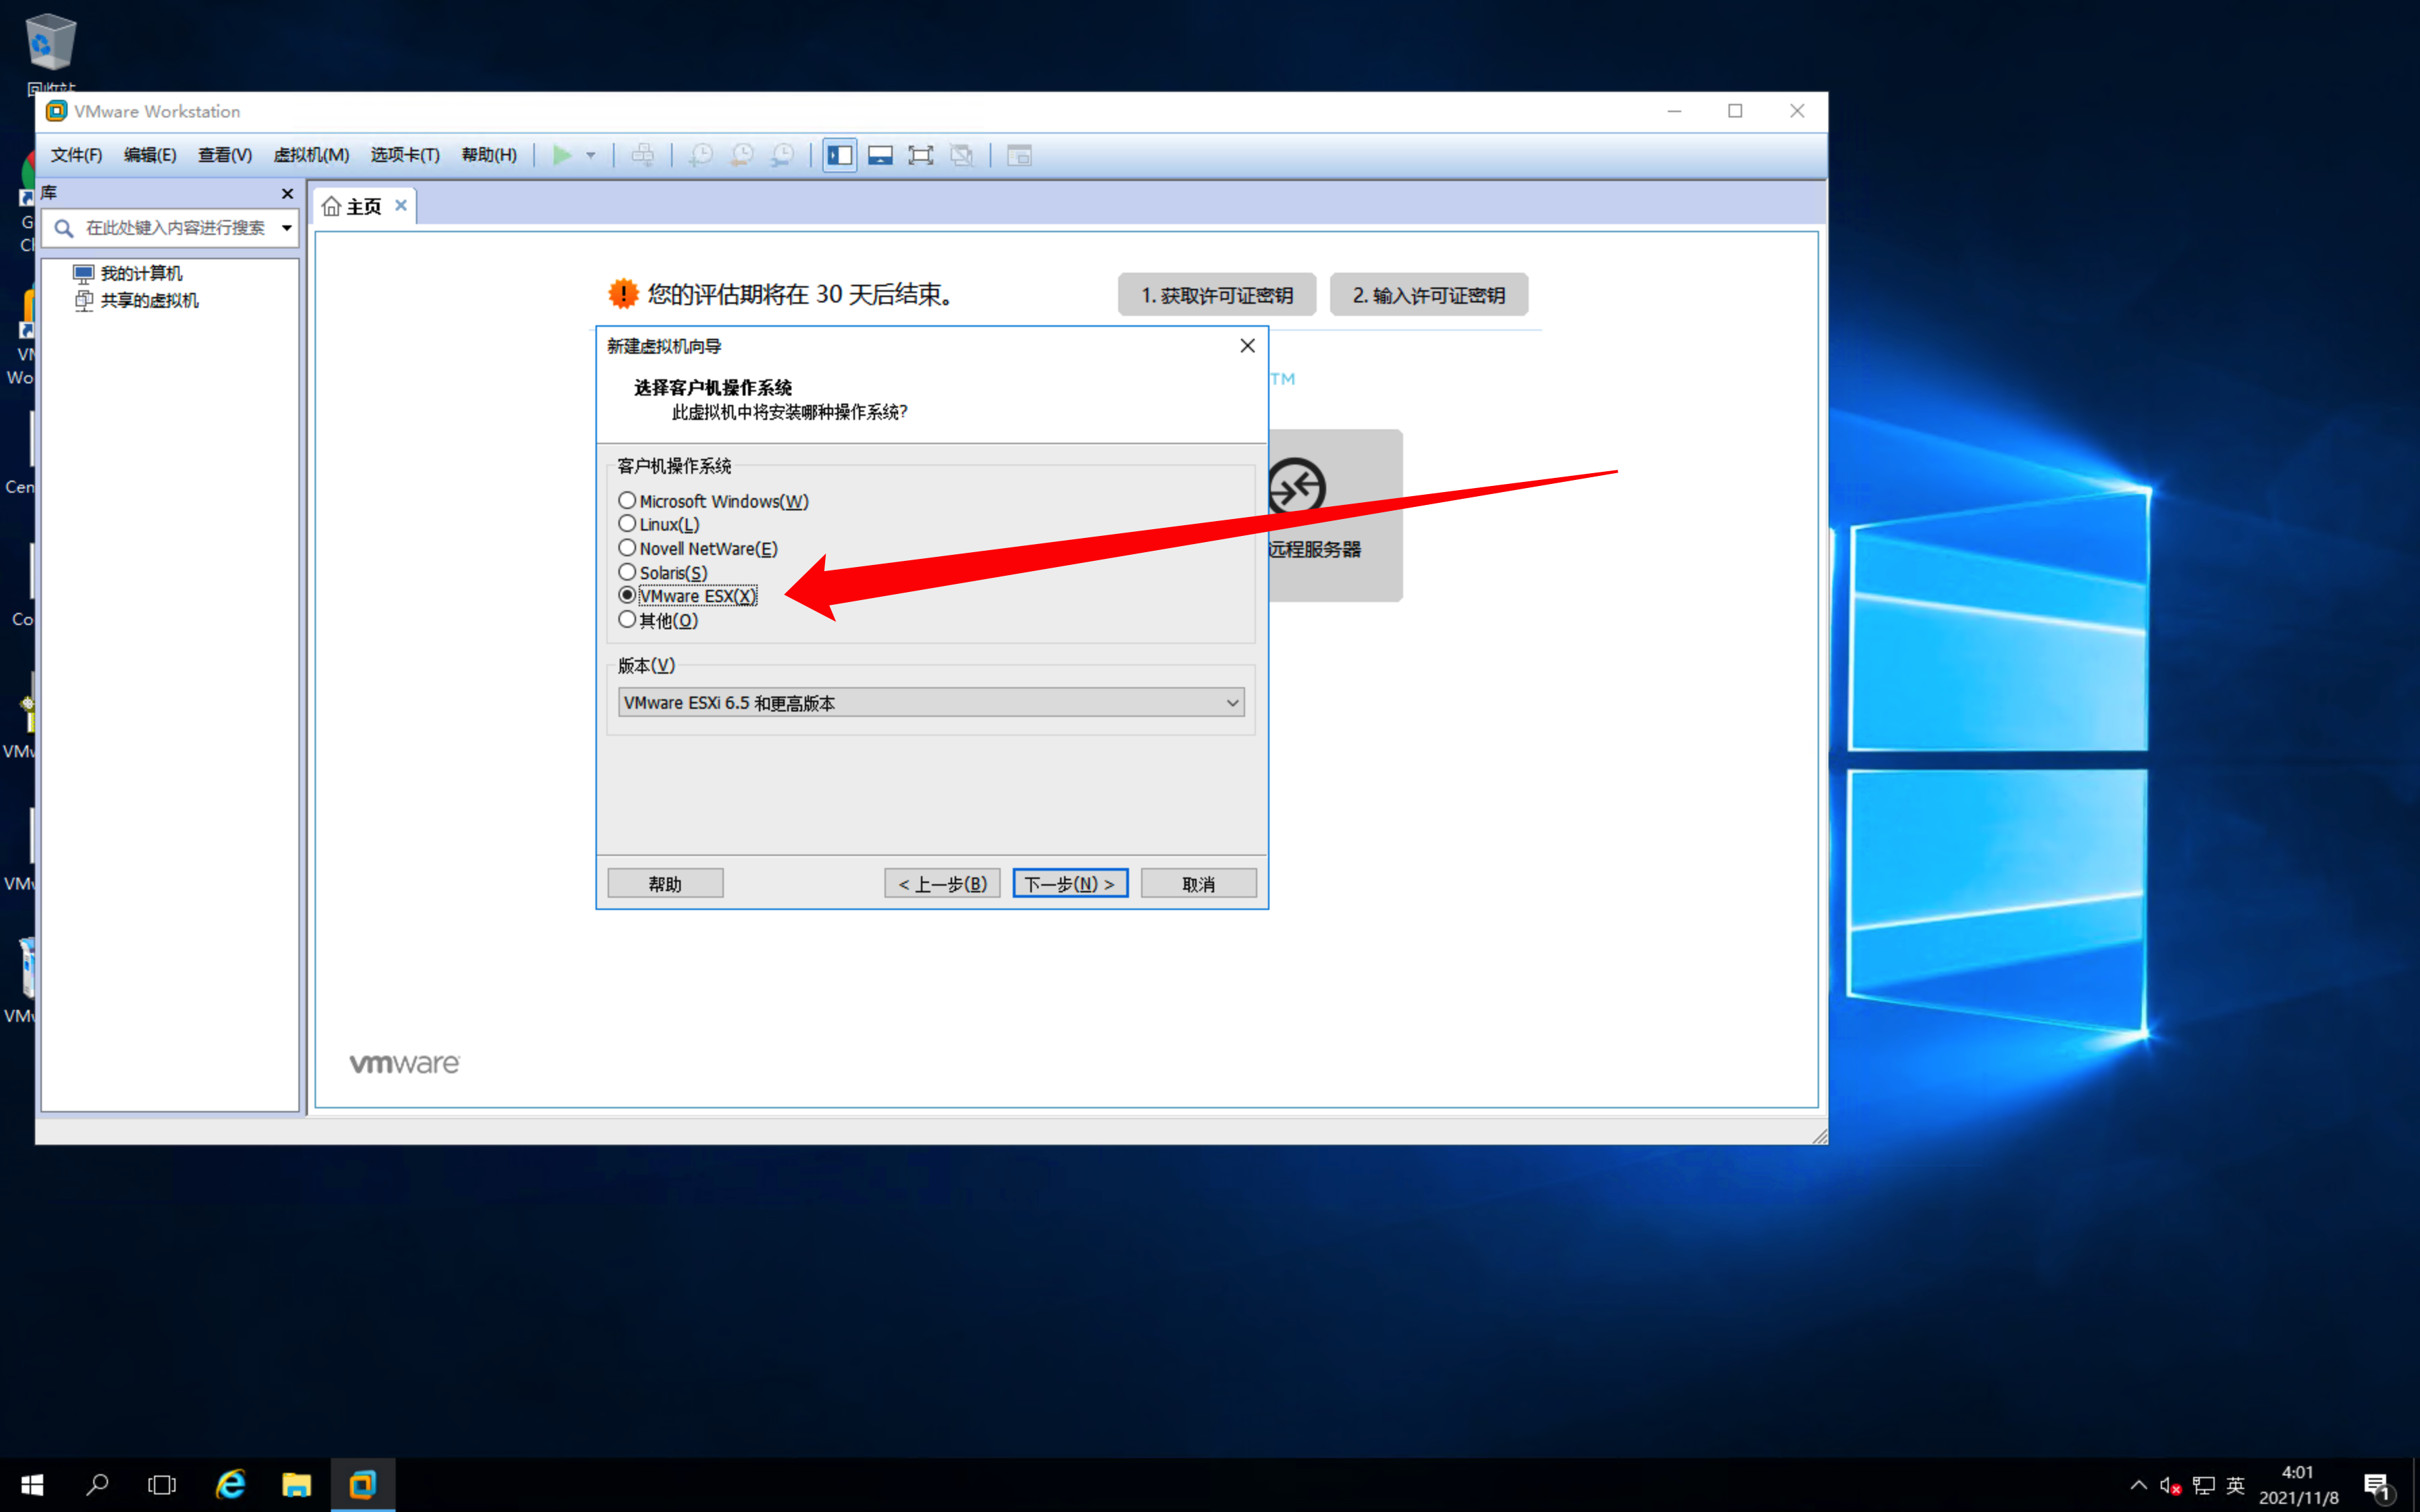 回收站
VMware Workstation
文件(F) 编辑(E) 查看(V) 虚拟机(M) 选项卡(T) 帮助(H)
库
主页
在此处键入内容进行搜索
我的计算机
共享的虚拟机
您的评估期将在 30 天后结束。
1. 获取许可证密钥
2. 输入许可证密钥
TM
远程服务器
新建虚拟机向导
选择客户机操作系统
此虚拟机中将安装哪种操作系统?
客户机操作系统
Microsoft Windows(W)
Linux(L)
Novell NetWare(E)
Solaris(S)
VMware ESX(X)
其他(O)
版本(V)
VMware ESXi 6.5 和更高版本
帮助
< 上一步(B)
下一步(N) >
取消
vmware
Cen
Co
英
4:01
2021/11/8
1